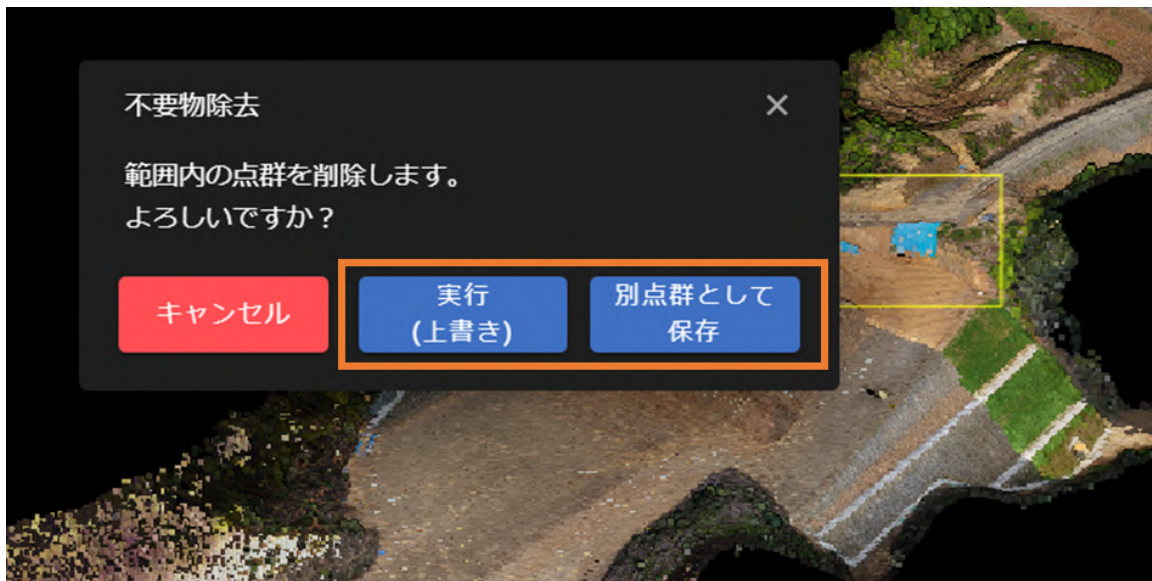 不要物除去
×
範囲内の点群を削除します。
よろしいですか？
キャンセル
実行
(上書き)
別点群として
保存